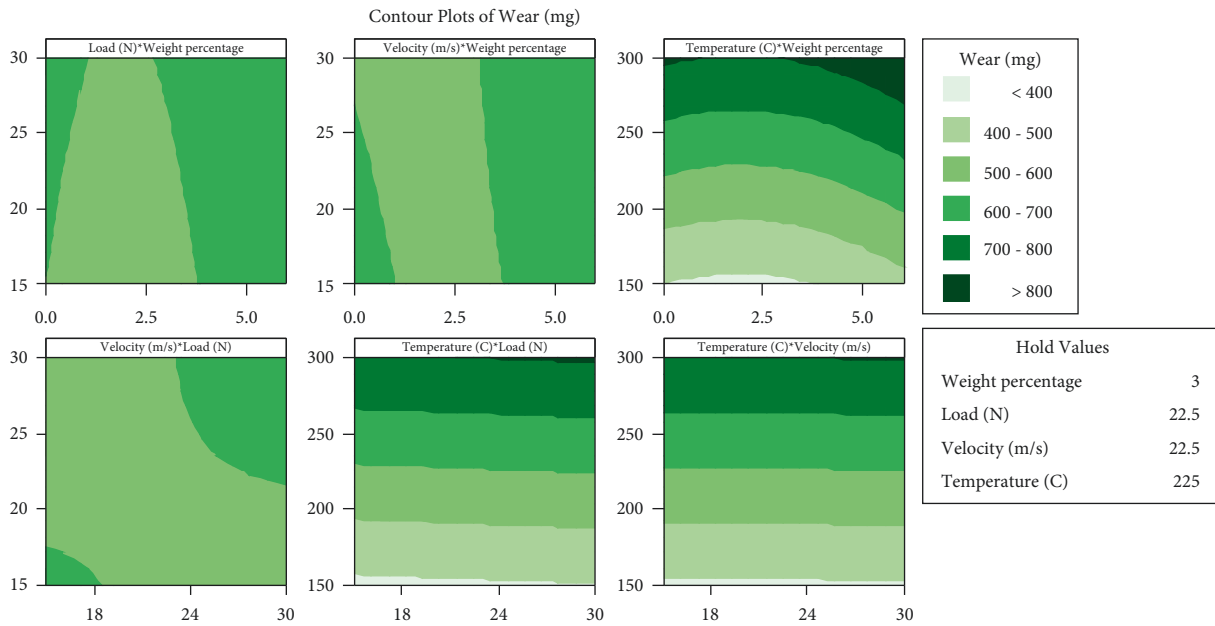 Contour Plots of Wear (mg)
Load (N)*Weight percentage
30
25
20
15
0.0 2.5 5.0
Velocity (m/s)*Weight percentage
30
25
20
15
0.0 2.5 5.0
Temperature (C)*Weight percentage
300
250
200
150
0.0 2.5 5.0
Wear (mg)
< 400
400 - 500
500 - 600
600 - 700
700 - 800
> 800
Velocity (m/s)*Load (N)
30
25
20
15
18 24 30
Temperature (C)*Load (N)
300
250
200
150
18 24 30
Temperature (C)*Velocity (m/s)
300
250
200
150
18 24 30
Hold Values
Weight percentage 3
Load (N) 22.5
Velocity (m/s) 22.5
Temperature (C) 225